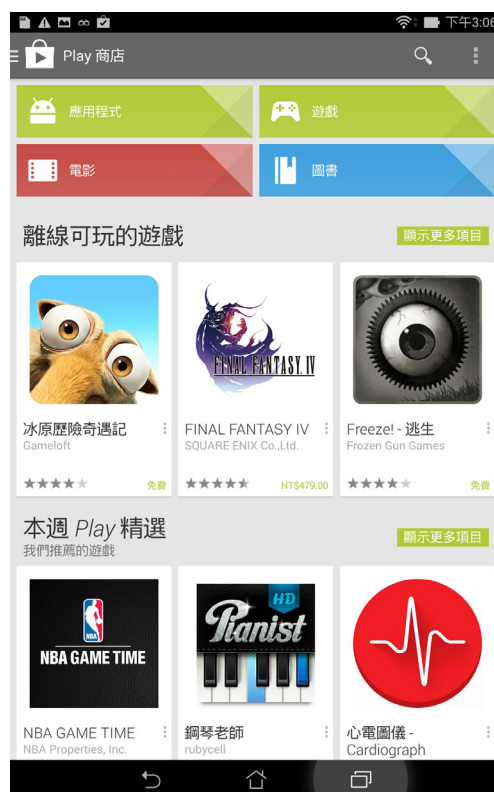 下午3:06
Play 商店
應用程式
遊戲
電影
圖書
離線可玩的遊戲
顯示更多項目
FINAL FANTASY IV
冰原歷險奇遇記
Gameloft
免費
FINAL FANTASY IV
SQUARE ENIX Co.,Ltd.
NT$479.00
Freeze! - 逃生
Frozen Gun Games
免費
本週 Play 精選
我們推薦的遊戲
顯示更多項目
NBA
NBA GAME TIME
HD
Pianist
NBA GAME TIME
NBA Properties, Inc.
鋼琴老師
rubycell
心電圖儀 -
Cardiograph